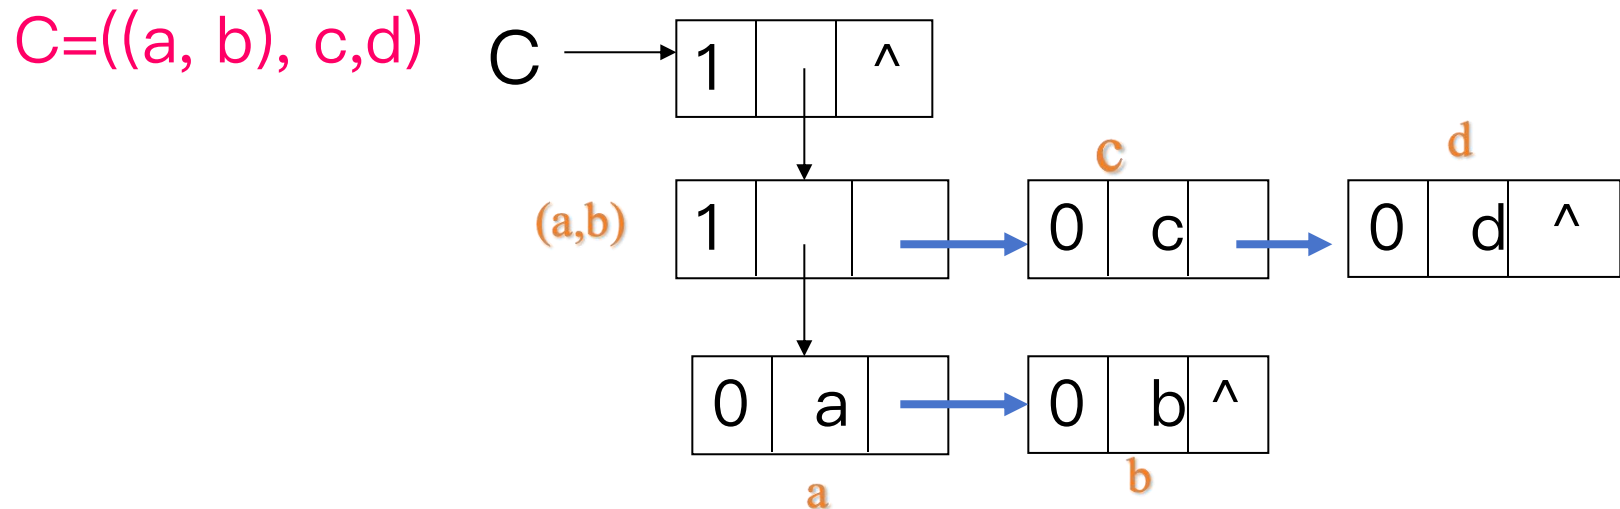 C=((a, b), c,d)
C
1 ^
c
d
(a,b)
1
0 c
0 d ^
0 a
0 b ^
a
b